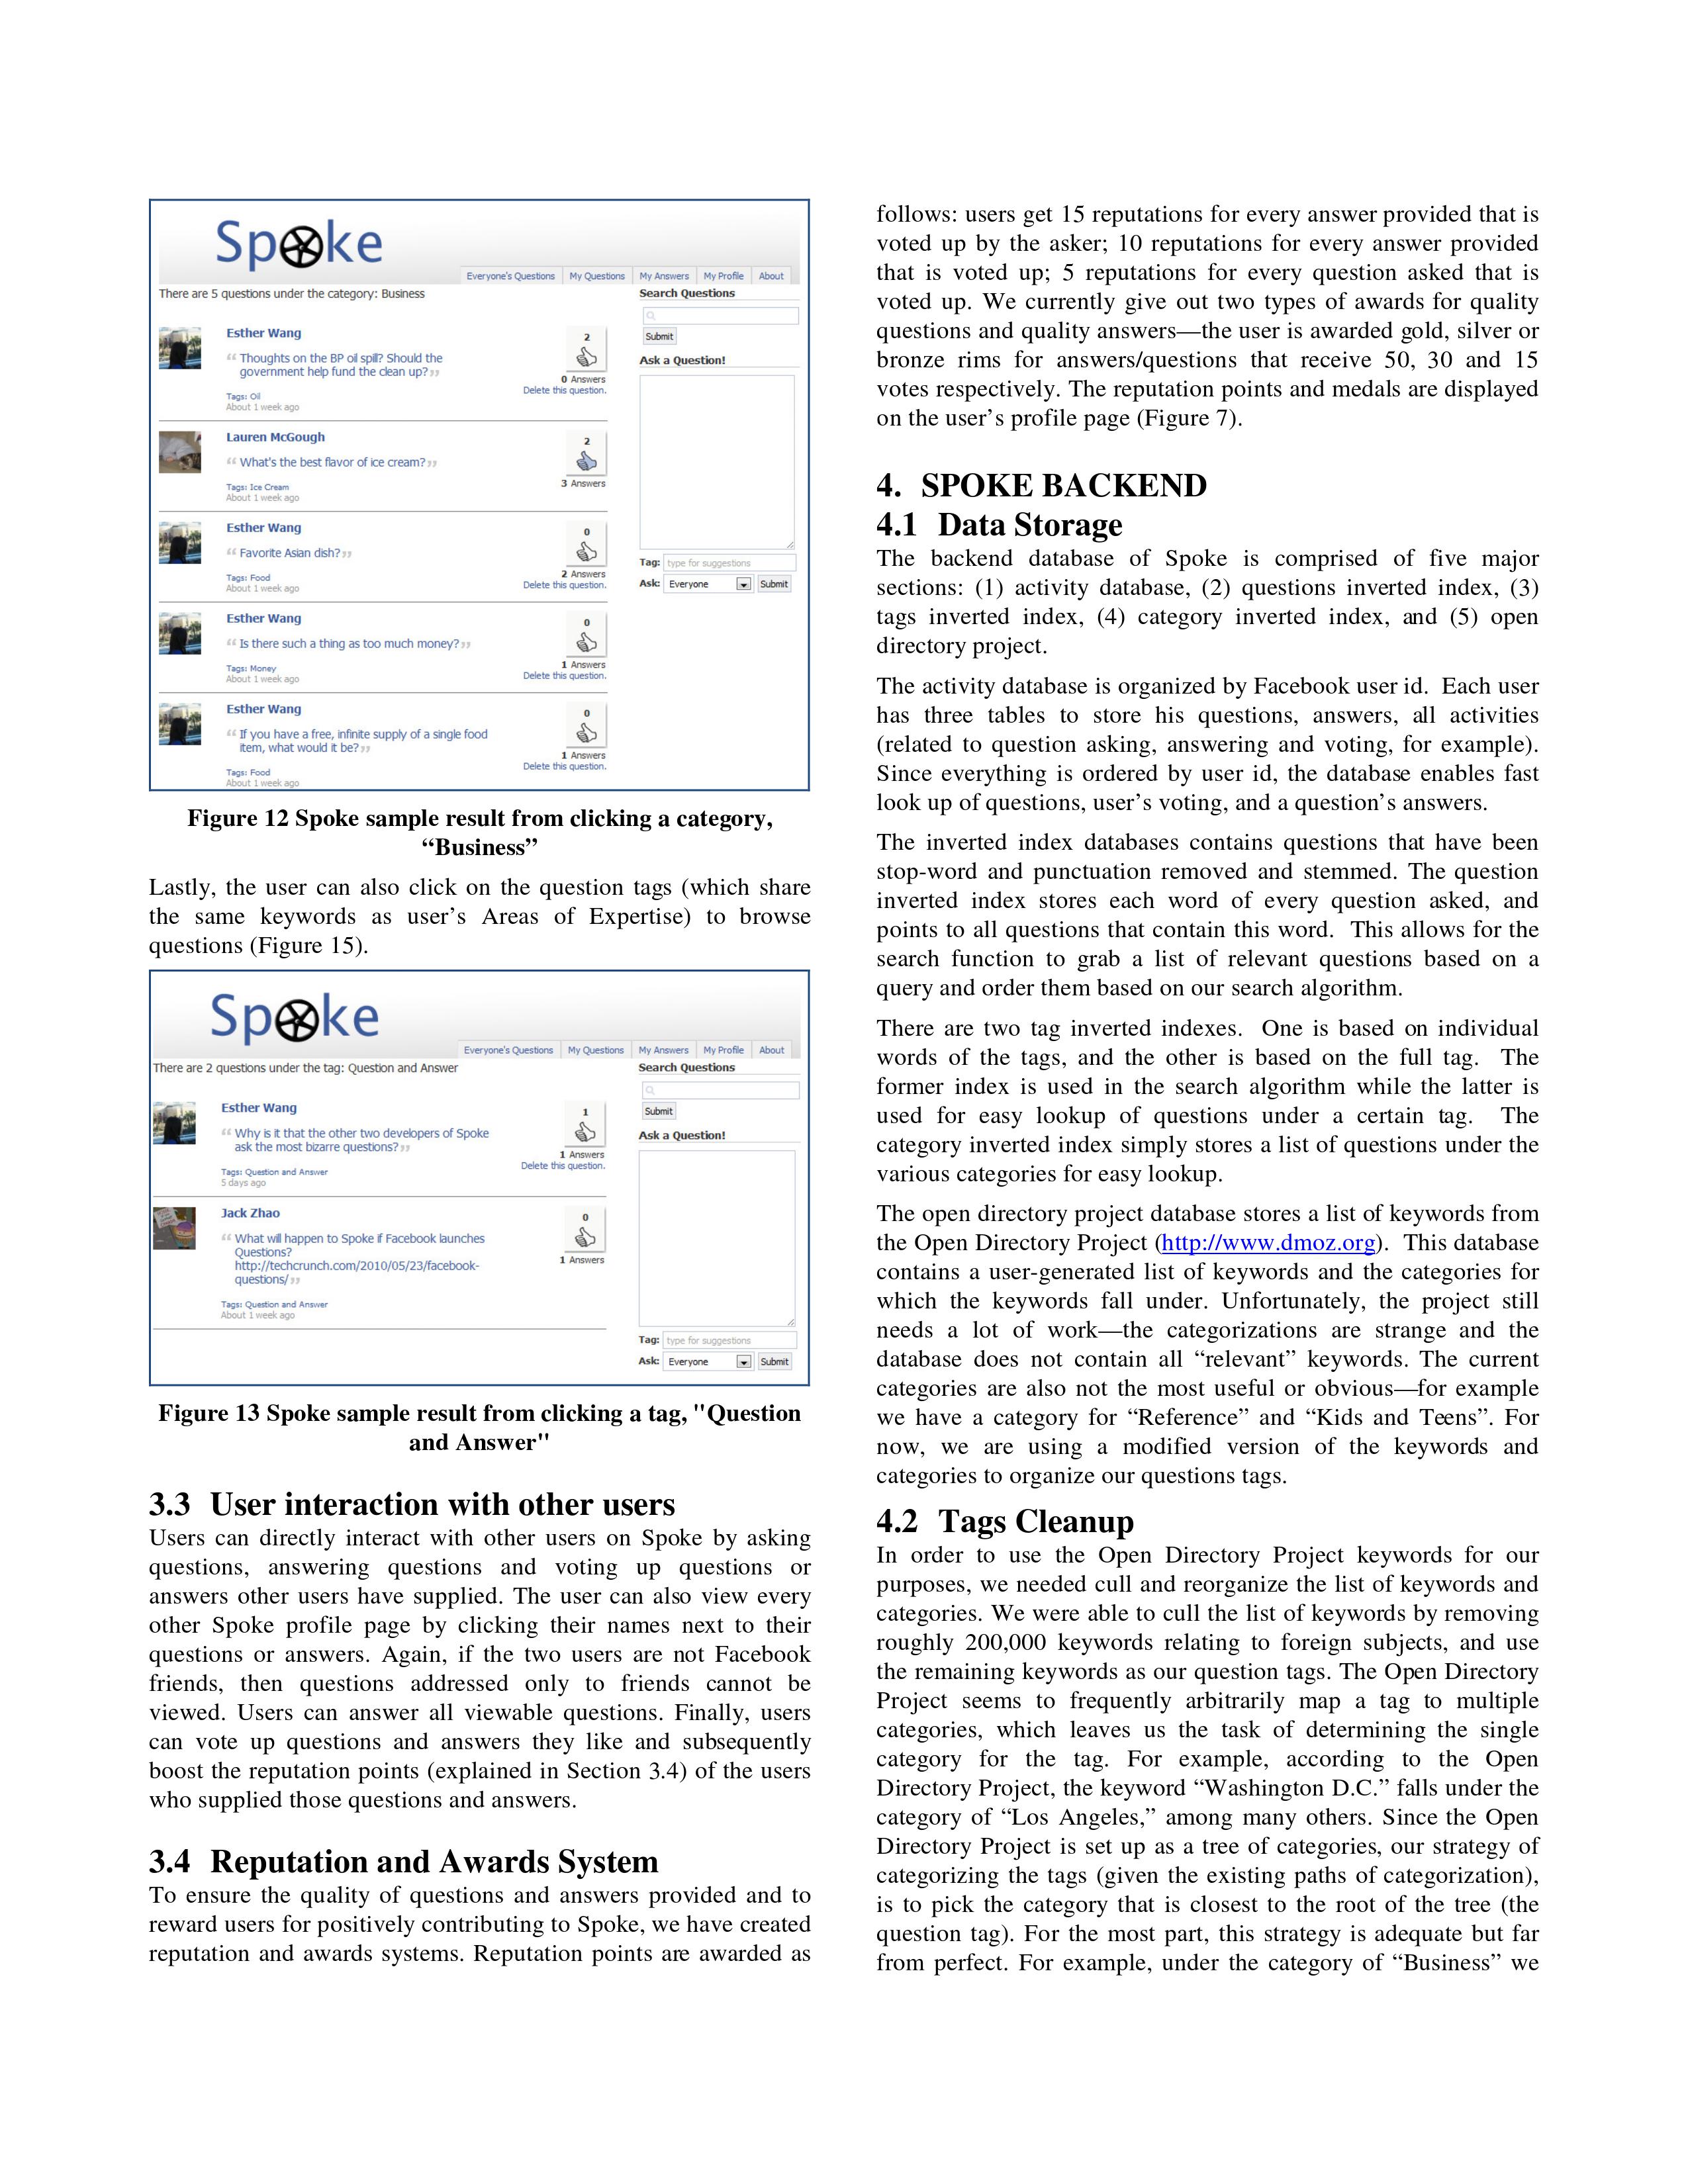 Spoke
Everyone's Questions
My Questions
My Answers
My Profile
About
There are 5 questions under the category: Business
Esther Wang
“ Thoughts on the BP oil spill? Should the
government help fund the clean up? ”
Tags: Oil
About 1 week ago
2
0 Answers
Delete this question.
Lauren McGough
“ What's the best flavor of ice cream? ”
Tags: Ice Cream
About 1 week ago
2
3 Answers
Esther Wang
“ Favorite Asian dish? ”
Tags: Food
About 1 week ago
0
2 Answers
Delete this question.
Esther Wang
“ Is there such a thing as too much money? ”
Tags: Money
About 1 week ago
0
1 Answers
Delete this question.
Esther Wang
“ If you have a free, infinite supply of a single food
item, what would it be? ”
Tags: Food
About 1 week ago
0
1 Answers
Delete this question.
Search Questions
Submit
Ask a Question!
Tag: type for suggestions
Ask: Everyone Submit
Figure 12 Spoke sample result from clicking a category,
“Business”
Lastly, the user can also click on the question tags (which share
the same keywords as user’s Areas of Expertise) to browse
questions (Figure 15).
Spoke
Everyone's Questions
My Questions
My Answers
My Profile
About
There are 2 questions under the tag: Question and Answer
Esther Wang
“ Why is it that the other two developers of Spoke
ask the most bizarre questions? ”
Tags: Question and Answer
5 days ago
1
1 Answers
Delete this question.
Jack Zhao
“ What will happen to Spoke if Facebook launches
Questions?
http://techcrunch.com/2010/05/23/facebook-
questions/ ”
Tags: Question and Answer
About 1 week ago
0
1 Answers
Search Questions
Submit
Ask a Question!
Tag: type for suggestions
Ask: Everyone Submit
Figure 13 Spoke sample result from clicking a tag, "Question
and Answer"
3.3 User interaction with other users
Users can directly interact with other users on Spoke by asking
questions, answering questions and voting up questions or
answers other users have supplied. The user can also view every
other Spoke profile page by clicking their names next to their
questions or answers. Again, if the two users are not Facebook
friends, then questions addressed only to friends cannot be
viewed. Users can answer all viewable questions. Finally, users
can vote up questions and answers they like and subsequently
boost the reputation points (explained in Section 3.4) of the users
who supplied those questions and answers.
3.4 Reputation and Awards System
To ensure the quality of questions and answers provided and to
reward users for positively contributing to Spoke, we have created
reputation and awards systems. Reputation points are awarded as
follows: users get 15 reputations for every answer provided that is
voted up by the asker; 10 reputations for every answer provided
that is voted up; 5 reputations for every question asked that is
voted up. We currently give out two types of awards for quality
questions and quality answers—the user is awarded gold, silver or
bronze rims for answers/questions that receive 50, 30 and 15
votes respectively. The reputation points and medals are displayed
on the user’s profile page (Figure 7).
4. SPOKE BACKEND
4.1 Data Storage
The backend database of Spoke is comprised of five major
sections: (1) activity database, (2) questions inverted index, (3)
tags inverted index, (4) category inverted index, and (5) open
directory project.
The activity database is organized by Facebook user id. Each user
has three tables to store his questions, answers, all activities
(related to question asking, answering and voting, for example).
Since everything is ordered by user id, the database enables fast
look up of questions, user’s voting, and a question’s answers.
The inverted index databases contains questions that have been
stop-word and punctuation removed and stemmed. The question
inverted index stores each word of every question asked, and
points to all questions that contain this word. This allows for the
search function to grab a list of relevant questions based on a
query and order them based on our search algorithm.
There are two tag inverted indexes. One is based on individual
words of the tags, and the other is based on the full tag. The
former index is used in the search algorithm while the latter is
used for easy lookup of questions under a certain tag. The
category inverted index simply stores a list of questions under the
various categories for easy lookup.
The open directory project database stores a list of keywords from
the Open Directory Project (http://www.dmoz.org). This database
contains a user-generated list of keywords and the categories for
which the keywords fall under. Unfortunately, the project still
needs a lot of work—the categorizations are strange and the
database does not contain all “relevant” keywords. The current
categories are also not the most useful or obvious—for example
we have a category for “Reference” and “Kids and Teens”. For
now, we are using a modified version of the keywords and
categories to organize our questions tags.
4.2 Tags Cleanup
In order to use the Open Directory Project keywords for our
purposes, we needed cull and reorganize the list of keywords and
categories. We were able to cull the list of keywords by removing
roughly 200,000 keywords relating to foreign subjects, and use
the remaining keywords as our question tags. The Open Directory
Project seems to frequently arbitrarily map a tag to multiple
categories, which leaves us the task of determining the single
category for the tag. For example, according to the Open
Directory Project, the keyword “Washington D.C.” falls under the
category of “Los Angeles,” among many others. Since the Open
Directory Project is set up as a tree of categories, our strategy of
categorizing the tags (given the existing paths of categorization),
is to pick the category that is closest to the root of the tree (the
question tag). For the most part, this strategy is adequate but far
from perfect. For example, under the category of “Business” we